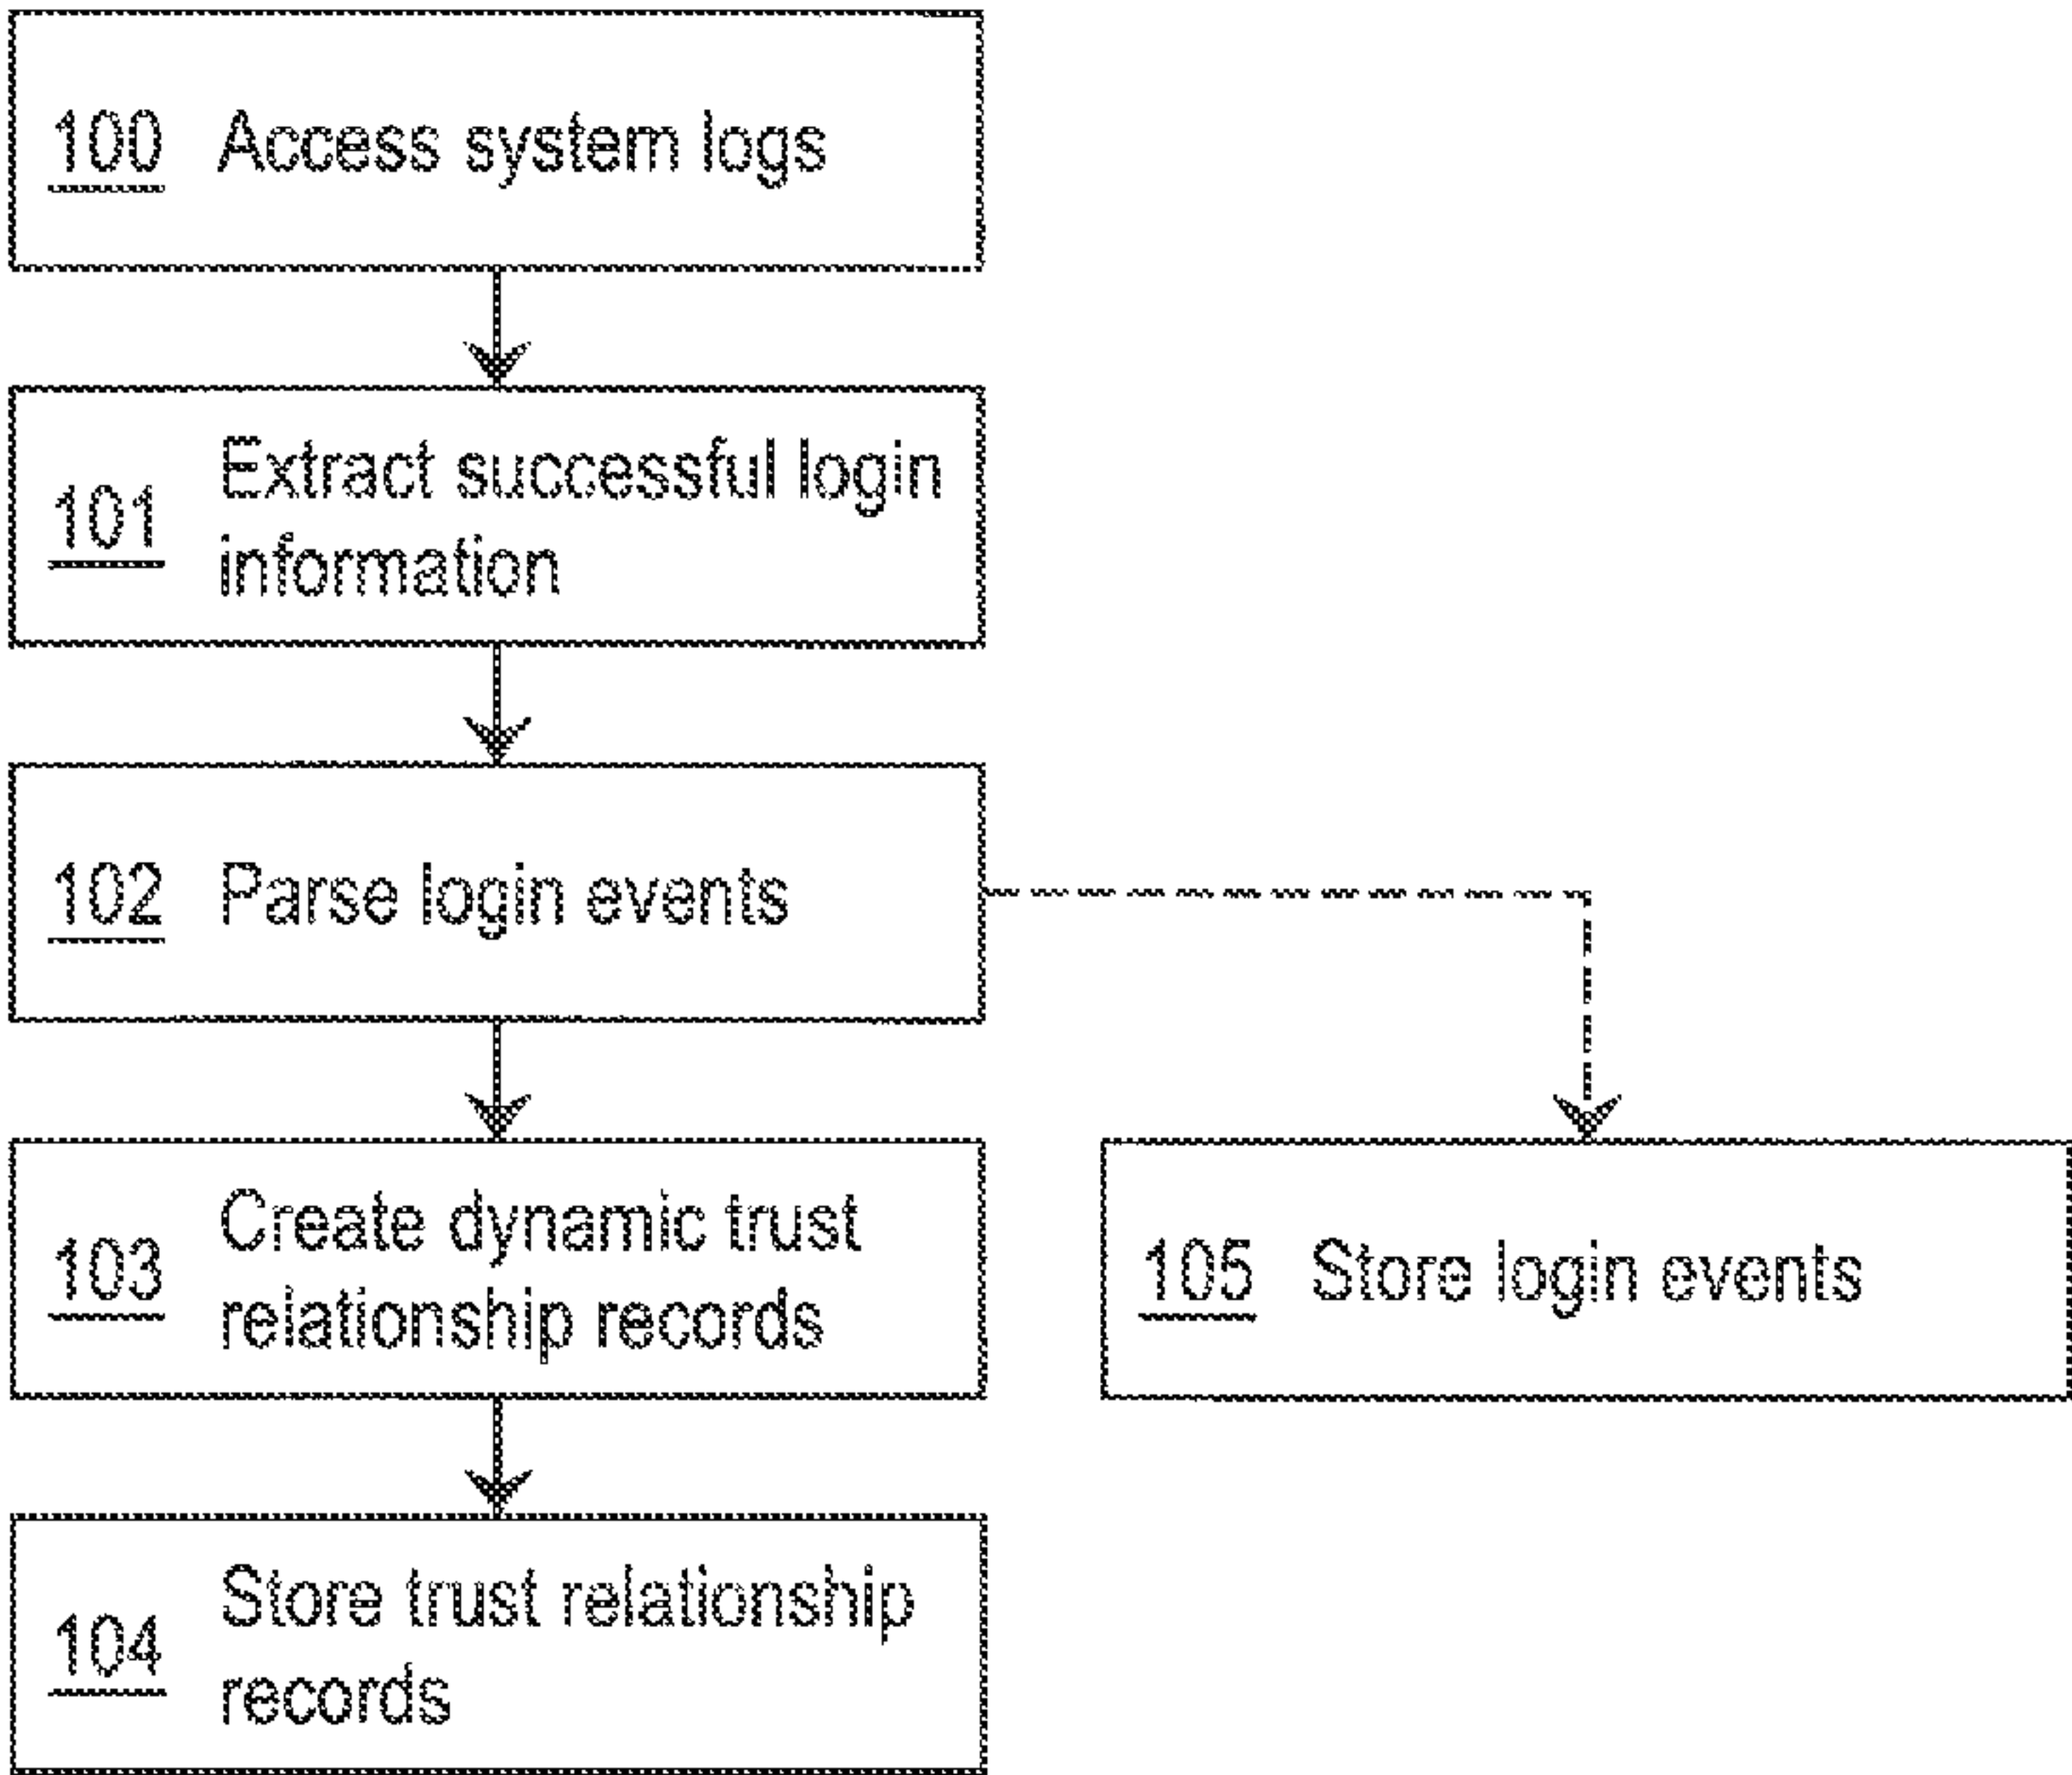 100 Access system logs
101 Extract successful login
information
102 Parse login events
103 Create dynamic trust
relationship records
105 Store login events
104 Store trust relationship
records